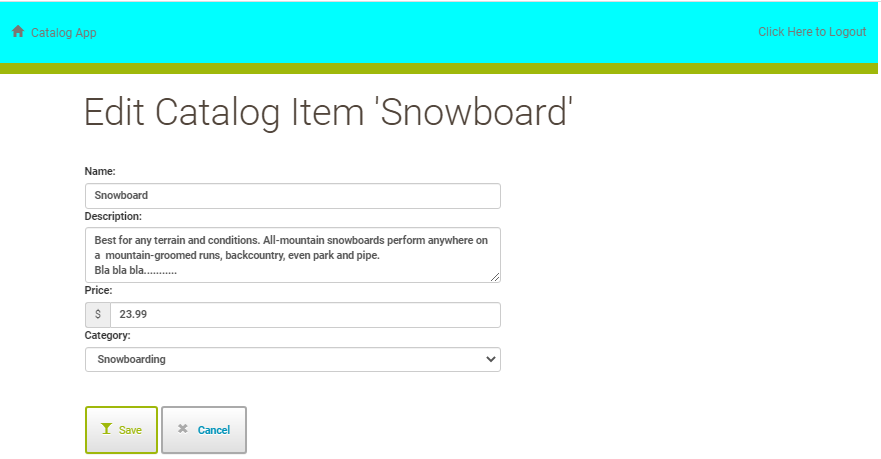 Catalog App
Click Here to Logout
Edit Catalog Item 'Snowboard'
Name:
Snowboard
Description:
Best for any terrain and conditions. All-mountain snowboards perform anywhere on
a  mountain-groomed runs, backcountry, even park and pipe.
Bla bla bla...........
Price:
$ 23.99
Category:
Snowboarding
Save
Cancel